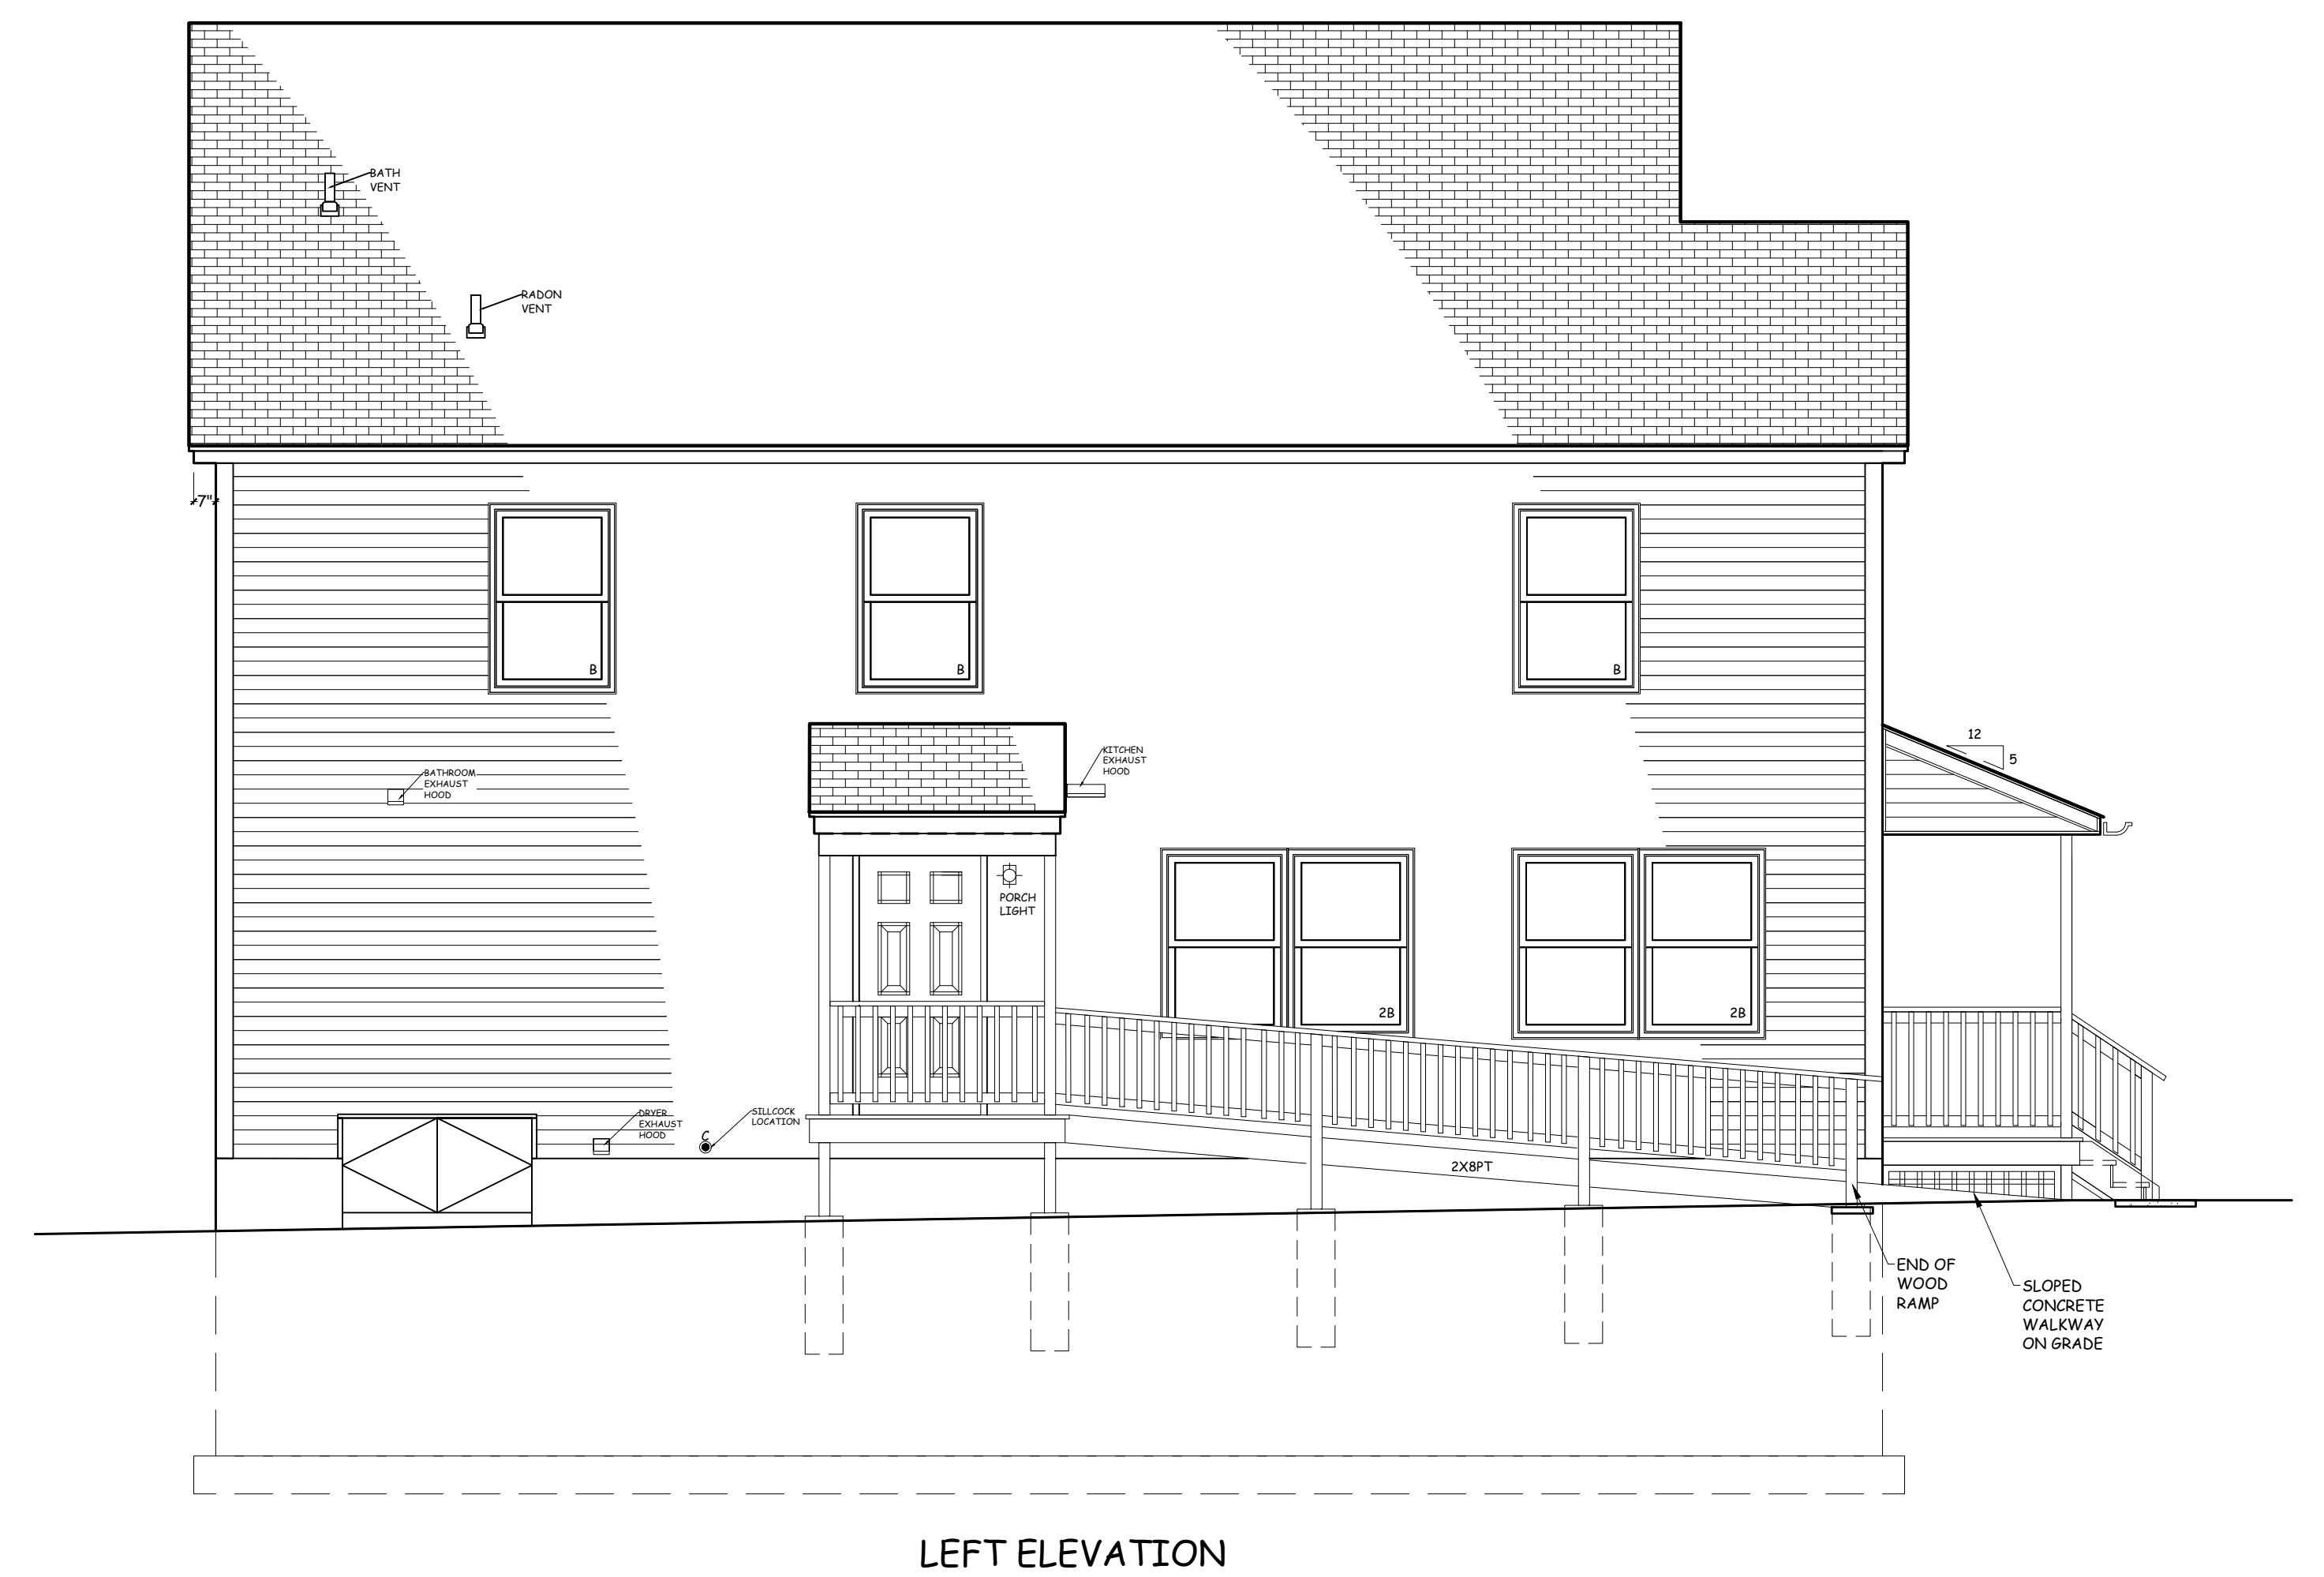 BATH
VENT
RADON
VENT
7"
B
B
B
12
5
KITCHEN
EXHAUST
HOOD
BATHROOM
EXHAUST
HOOD
PORCH
LIGHT
2B
2B
DRYER
EXHAUST
HOOD
C
SILLCOCK
LOCATION
2X8PT
END OF
WOOD
RAMP
SLOPED
CONCRETE
WALKWAY
ON GRADE
LEFT ELEVATION